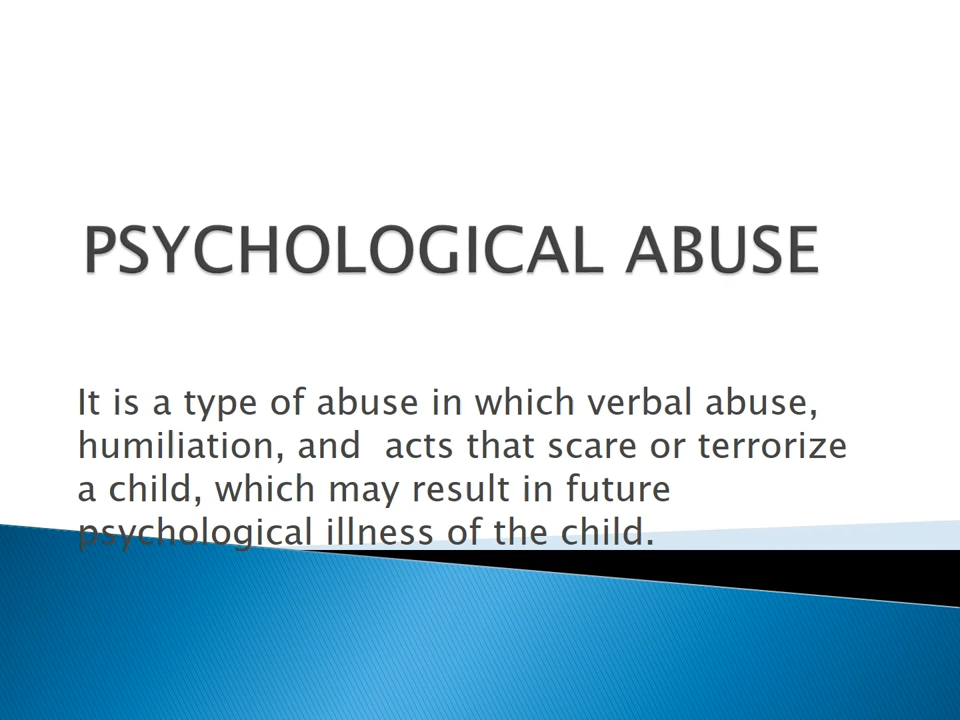 PSYCHOLOGICAL ABUSE
It is a type of abuse in which verbal abuse,
humiliation, and  acts that scare or terrorize
a child, which may result in future
psychological illness of the child.